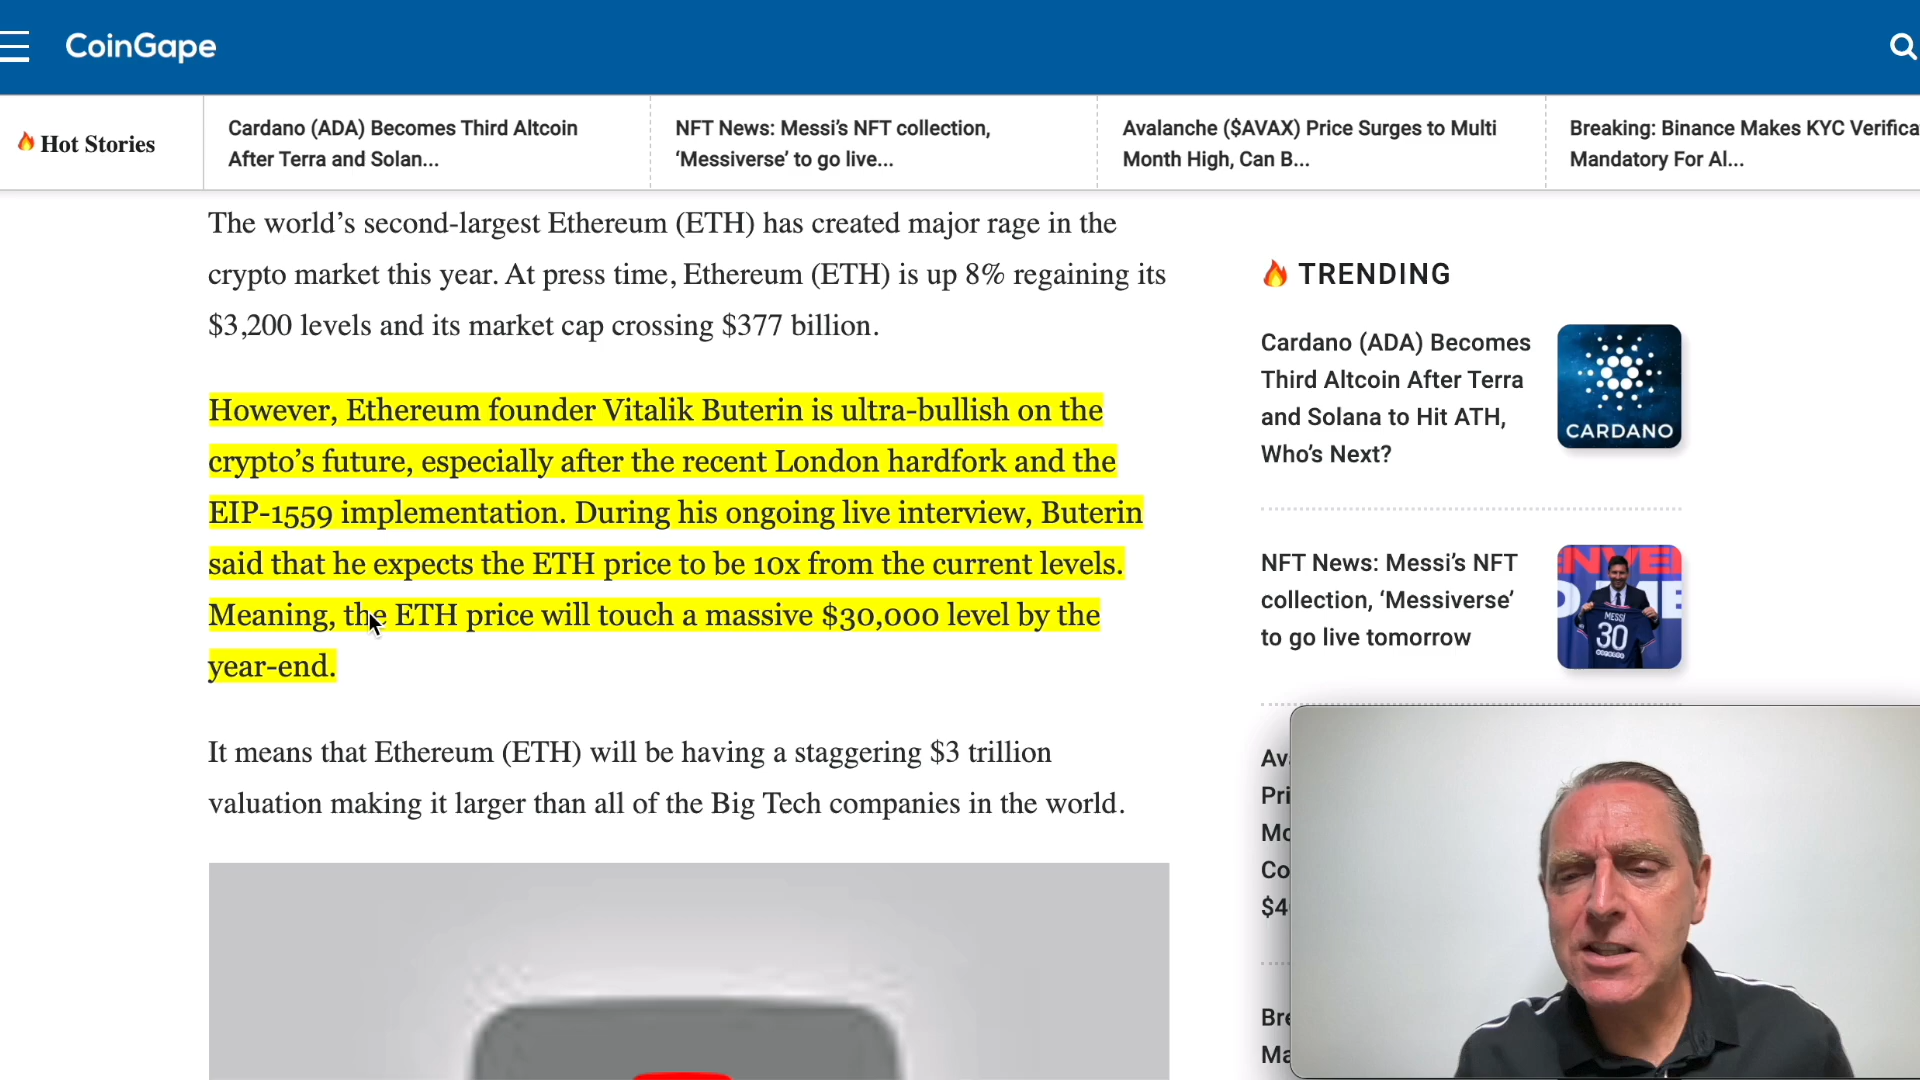 CoinGape
Hot Stories
Cardano (ADA) Becomes Third Altcoin
After Terra and Solan...
NFT News: Messi’s NFT collection,
‘Messiverse’ to go live...
Avalanche ($AVAX) Price Surges to Multi
Month High, Can B...
Breaking: Binance Makes KYC Verifica
Mandatory For Al...
The world’s second-largest Ethereum (ETH) has created major rage in the
crypto market this year. At press time, Ethereum (ETH) is up 8% regaining its
$3,200 levels and its market cap crossing $377 billion.
However, Ethereum founder Vitalik Buterin is ultra-bullish on the
crypto’s future, especially after the recent London hardfork and the
EIP-1559 implementation. During his ongoing live interview, Buterin
said that he expects the ETH price to be 10x from the current levels.
Meaning, the ETH price will touch a massive $30,000 level by the
year-end.
It means that Ethereum (ETH) will be having a staggering $3 trillion
valuation making it larger than all of the Big Tech companies in the world.
TRENDING
Cardano (ADA) Becomes
Third Altcoin After Terra
and Solana to Hit ATH,
Who’s Next?
CARDANO
NFT News: Messi’s NFT
collection, ‘Messiverse’
to go live tomorrow
MESSI
30
Av
Pri
Mo
Co
$4
Bre
Ma